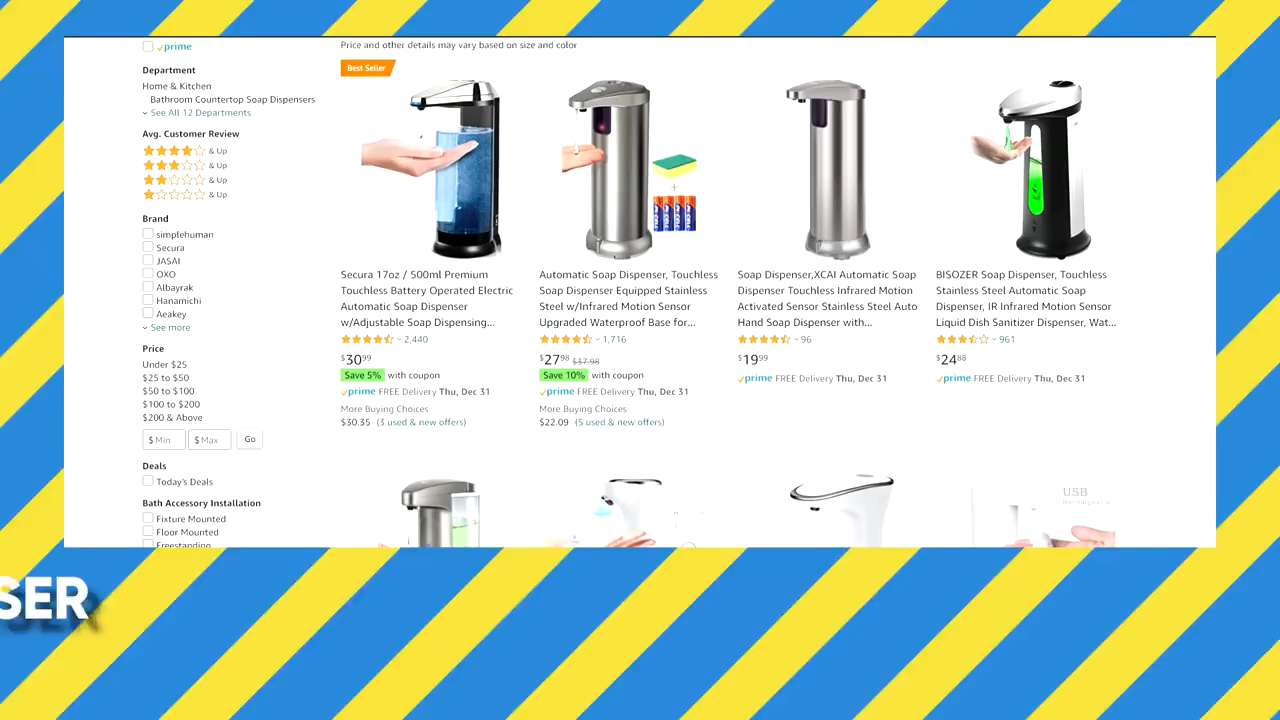 prime
Department
Home & Kitchen
Bathroom Countertop Soap Dispensers
See All 12 Departments
Avg. Customer Review
& Up
& Up
& Up
& Up
Brand
simplehuman
Secura
JASAI
OXO
Albayrak
Hanamichi
Aeakey
See more
Price
Under $25
$25 to $50
$50 to $100
$100 to $200
$200 & Above
$ Min $ Max Go
Deals
Today's Deals
Bath Accessory Installation
Fixture Mounted
Floor Mounted
Freestanding
Price and other details may vary based on size and color
Best Seller
Secura 17oz / 500ml Premium
Touchless Battery Operated Electric
Automatic Soap Dispenser
w/Adjustable Soap Dispensing...
2,440
$30.99
Save 5% with coupon
prime FREE Delivery Thu, Dec 31
More Buying Choices
$30.35 (3 used & new offers)
Automatic Soap Dispenser, Touchless
Soap Dispenser Equipped Stainless
Steel w/Infrared Motion Sensor
Upgraded Waterproof Base for...
1,716
$27.98 $37.98
Save 10% with coupon
prime FREE Delivery Thu, Dec 31
More Buying Choices
$22.09 (5 used & new offers)
Soap Dispenser,XCAI Automatic Soap
Dispenser Touchless Infrared Motion
Activated Sensor Stainless Steel Auto
Hand Soap Dispenser with...
96
$19.99
prime FREE Delivery Thu, Dec 31
BISOZER Soap Dispenser, Touchless
Stainless Steel Automatic Soap
Dispenser, IR Infrared Motion Sensor
Liquid Dish Sanitizer Dispenser, Wat...
961
$24.88
prime FREE Delivery Thu, Dec 31
USB
SER